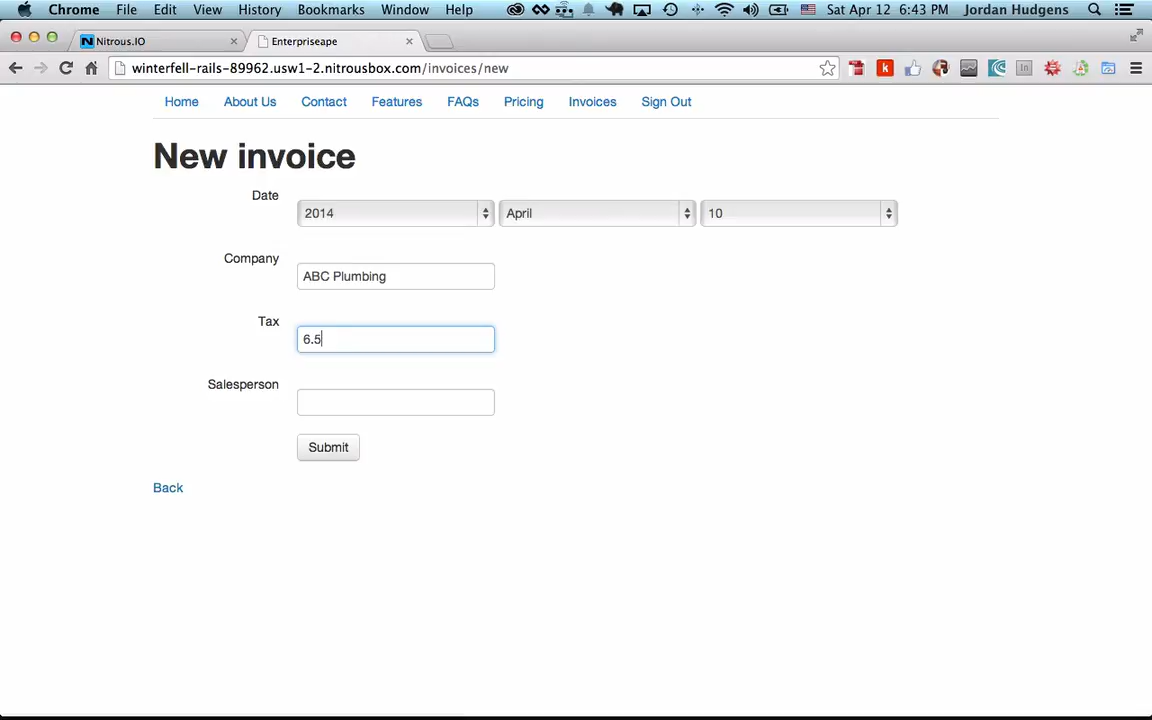 Chrome File Edit View History Bookmarks Window Help Sat Apr 12 6:43 PM Jordan Hudgens
Nitrous.IO Enterpriseape
winterfell-rails-89962.usw1-2.nitrousbox.com/invoices/new
Home About Us Contact Features FAQs Pricing Invoices Sign Out
New invoice
Date
2014 April 10
Company
ABC Plumbing
Tax
6.5
Salesperson
Submit
Back